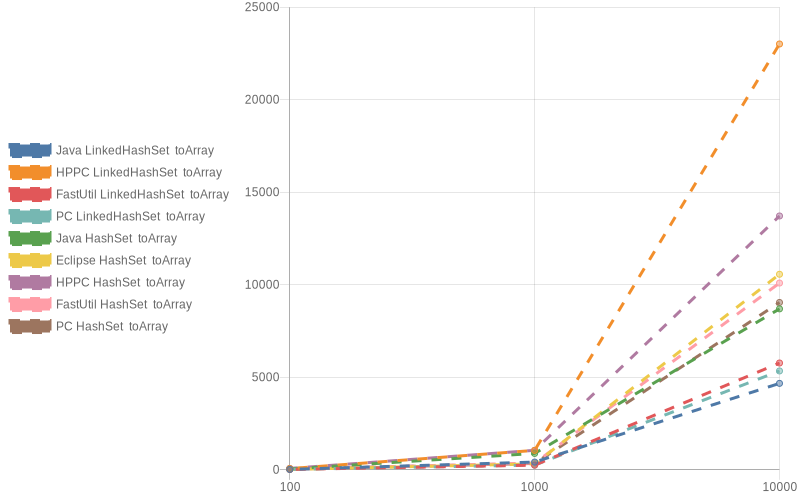 25000
20000
15000
10000
5000
0
100
1000
10000
Java LinkedHashSet toArray
HPPC LinkedHashSet toArray
FastUtil LinkedHashSet toArray
PC LinkedHashSet toArray
Java HashSet toArray
Eclipse HashSet toArray
HPPC HashSet toArray
FastUtil HashSet toArray
PC HashSet toArray